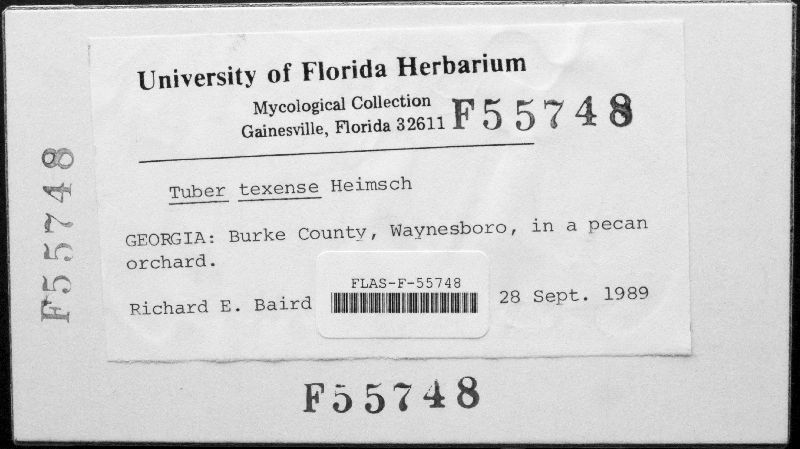 University of Florida Herbarium
Mycological Collection
Gainesville, Florida 32611 F55748
Tuber texense Heimsch
GEORGIA: Burke County, Waynesboro, in a pecan
orchard.
FLAS-F-55748
Richard E. Baird 28 Sept. 1989
F55748
F55748